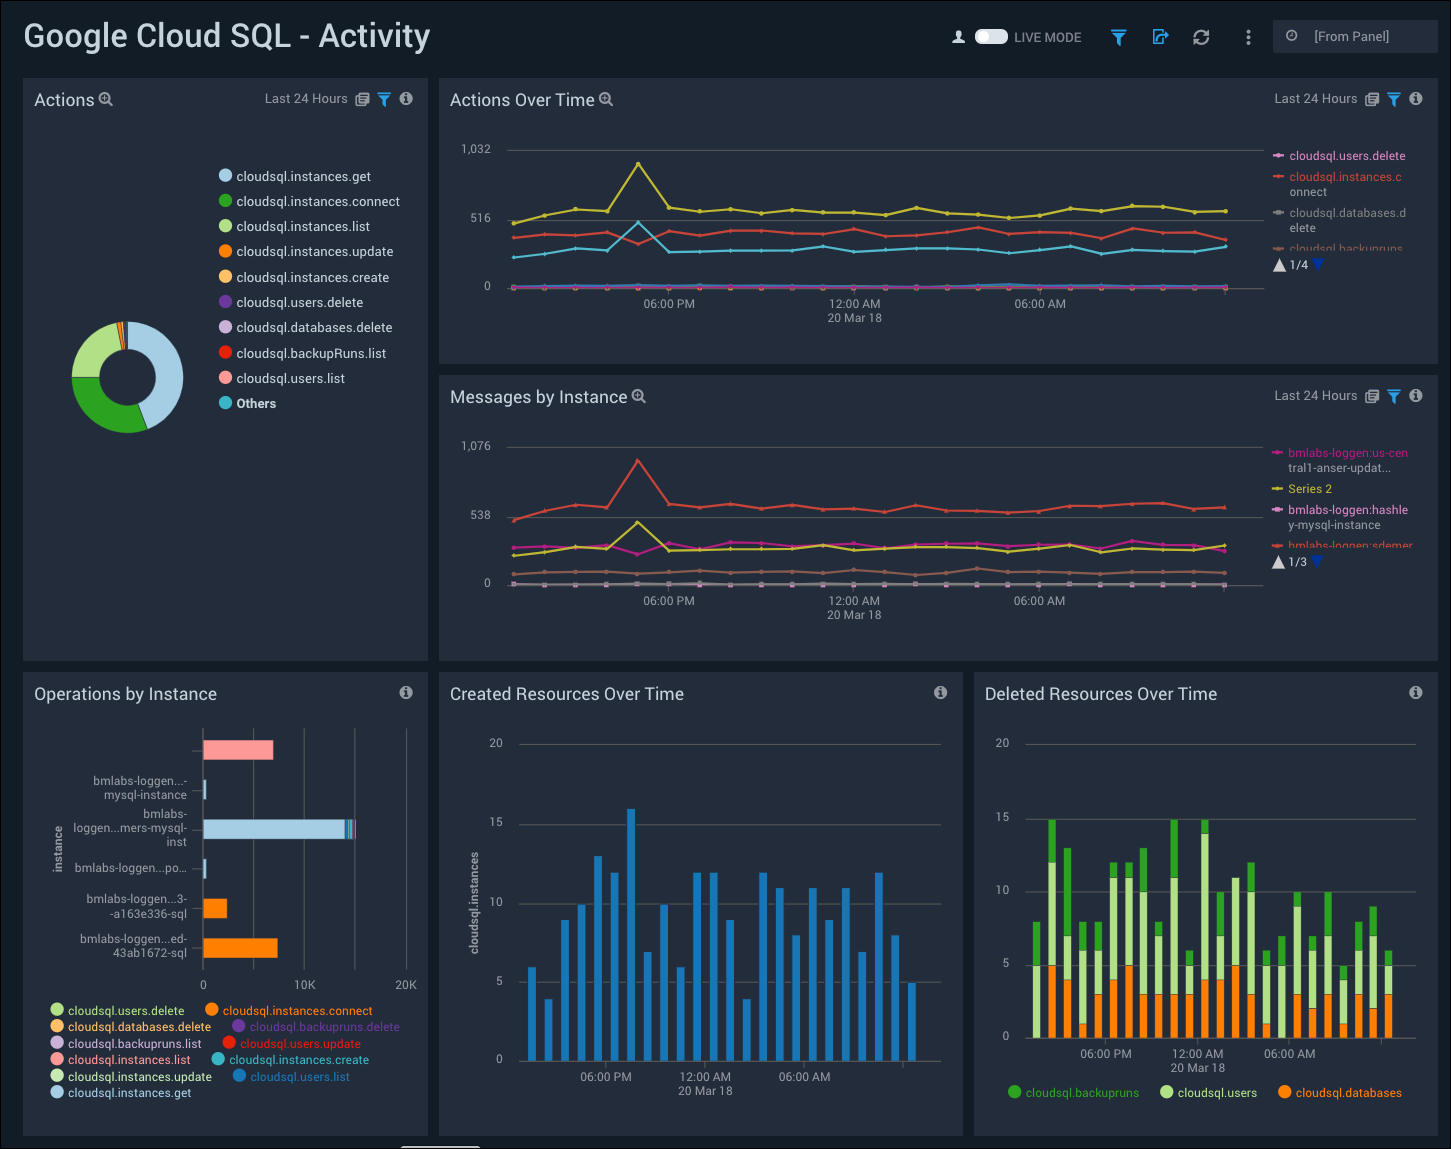 Google Cloud SQL - Activity
LIVE MODE
[From Panel]
Actions
Last 24 Hours
cloudsql.instances.get
cloudsql.instances.connect
cloudsql.instances.list
cloudsql.instances.update
cloudsql.instances.create
cloudsql.users.delete
cloudsql.databases.delete
cloudsql.backupRuns.list
cloudsql.users.list
Others
Actions Over Time
Last 24 Hours
1,032
516
0
06:00 PM
12:00 AM
20 Mar 18
06:00 AM
cloudsql.users.delete
cloudsql.instances.c
onnect
cloudsql.databases.d
elete
cloudsql.backupruns
1/4
Messages by Instance
Last 24 Hours
1,076
538
0
06:00 PM
12:00 AM
20 Mar 18
06:00 AM
bmlabs-loggen:us-cen
tral1-anser-updat...
Series 2
bmlabs-loggen:hashle
y-mysql-instance
bmlabs-loggen:sdemer
1/3
Operations by Instance
.instance
bmlabs-loggen...-
mysql-instance
bmlabs-
loggen...mers-mysql-
inst
bmlabs-loggen...po...
bmlabs-loggen...3-
-a163e336-sql
bmlabs-loggen...ed-
43ab1672-sql
0
10K
20K
cloudsql.users.delete
cloudsql.instances.connect
cloudsql.databases.delete
cloudsql.backupruns.delete
cloudsql.backupruns.list
cloudsql.users.update
cloudsql.instances.list
cloudsql.instances.create
cloudsql.instances.update
cloudsql.users.list
cloudsql.instances.get
Created Resources Over Time
cloudsql.instances
20
15
10
5
0
06:00 PM
12:00 AM
20 Mar 18
06:00 AM
Deleted Resources Over Time
20
15
10
5
0
06:00 PM
12:00 AM
20 Mar 18
06:00 AM
cloudsql.backupruns
cloudsql.users
cloudsql.databases